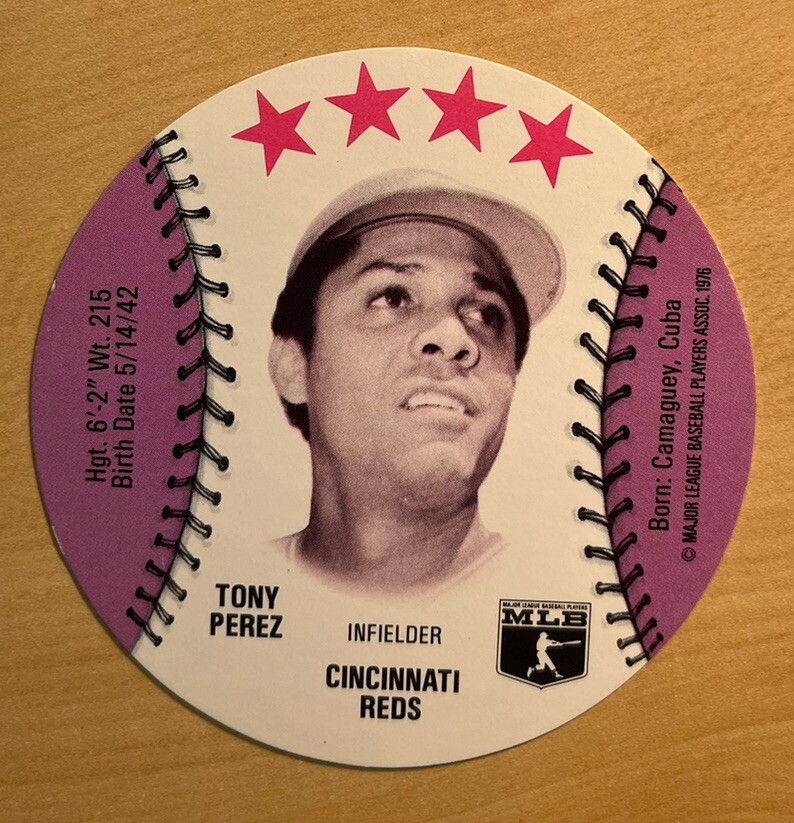 Hgt. 6'-2" Wt. 215
Birth Date 5/14/42
TONY
PEREZ
INFIELDER
CINCINNATI
REDS
MAJOR LEAGUE BASEBALL PLAYERS
MLB
Born: Camaguey, Cuba
© MAJOR LEAGUE BASEBALL PLAYERS ASSOC. 1976